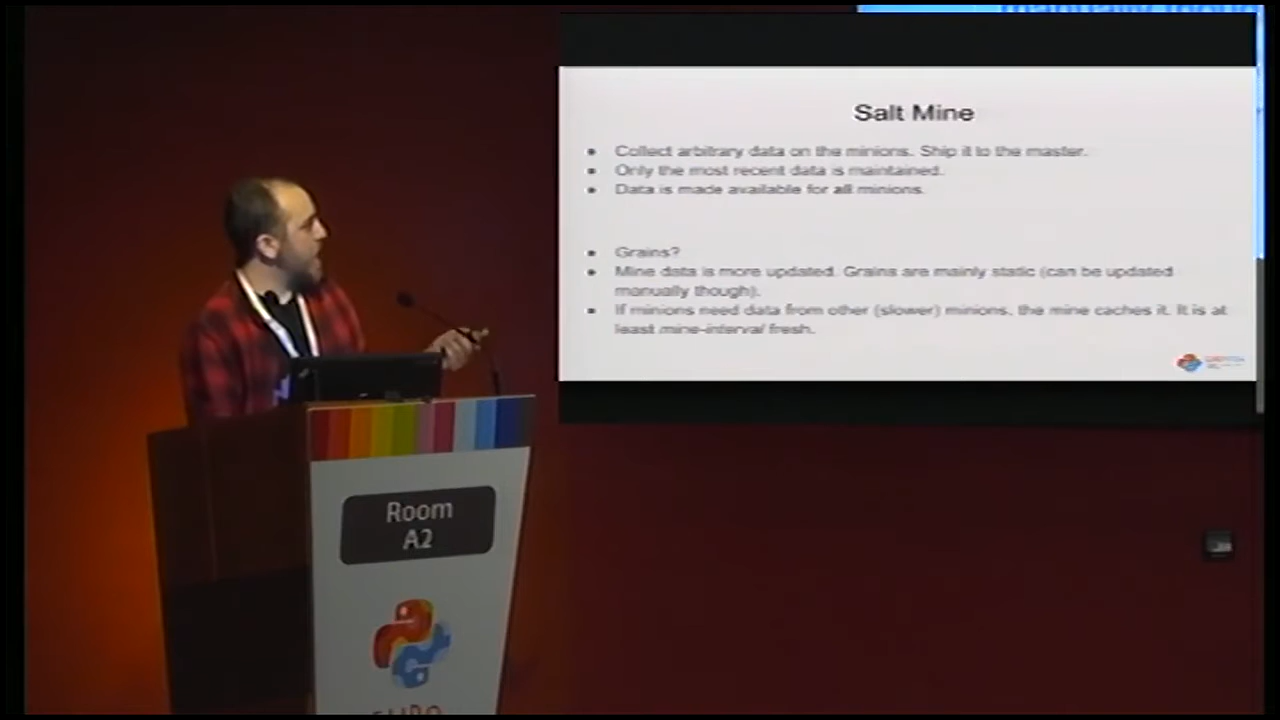 manually though
Salt Mine
• Collect arbitrary data on the minions. Ship it to the master.
• Only the most recent data is maintained.
• Data is made available for all minions.
• Grains?
• Mine data is more updated. Grains are mainly static (can be updated
manually though).
• If minions need data from other (slower) minions, the mine caches it. It is at
least mine-interval fresh.
Room
A2
EURO